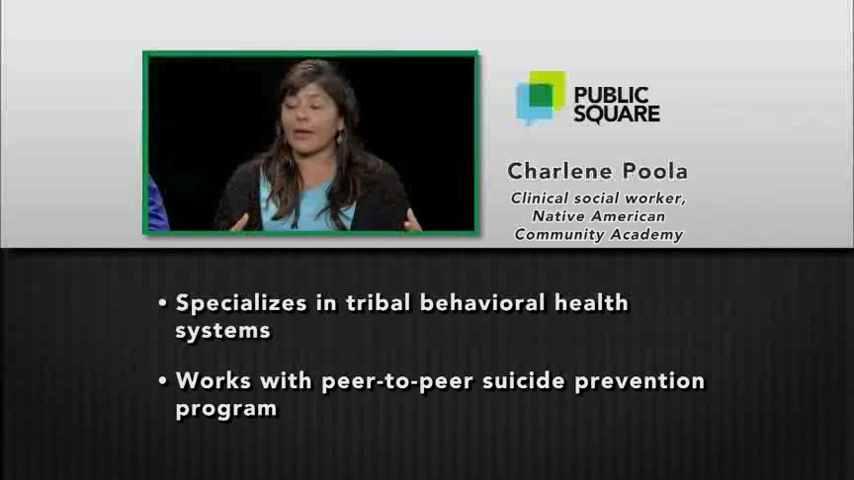 PUBLIC
SQUARE
Charlene Poola
Clinical social worker,
Native American
Community Academy
• Specializes in tribal behavioral health
systems
• Works with peer-to-peer suicide prevention
program